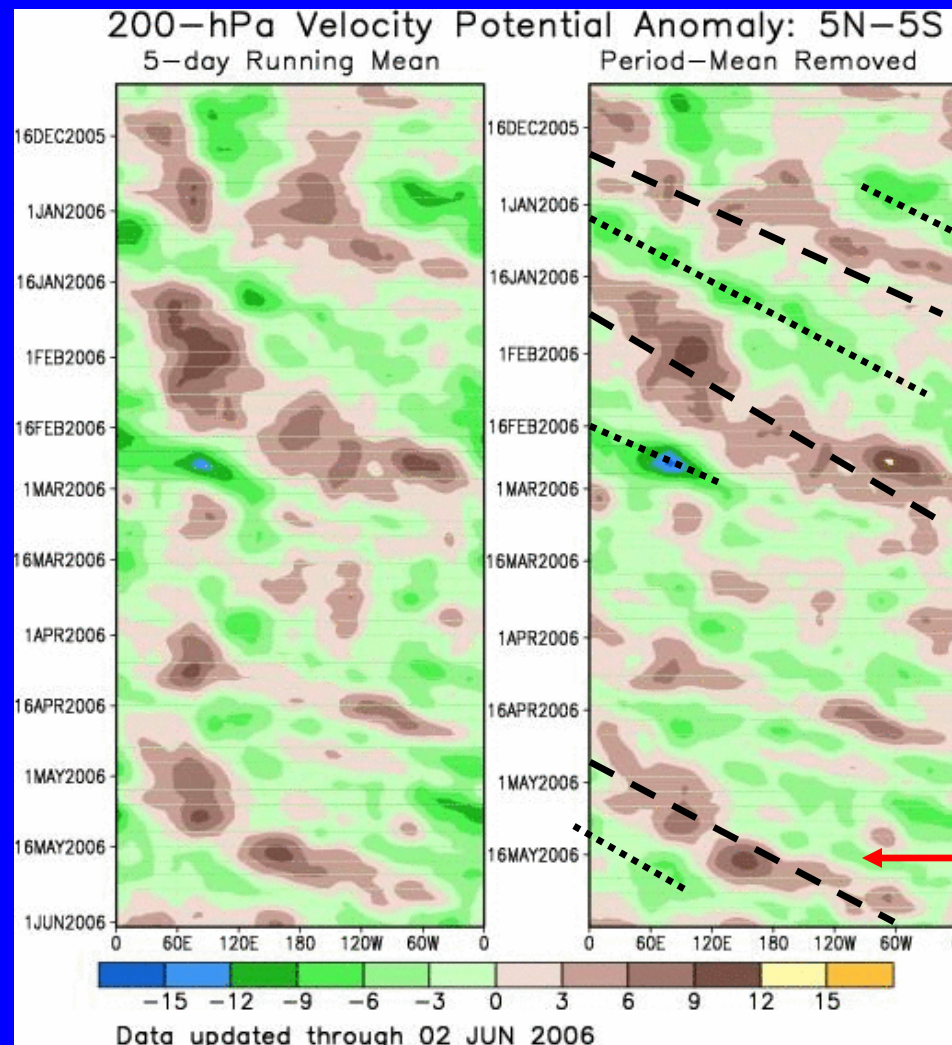 200-hPa Velocity Potential Anomaly: 5N-5S
5-day Running Mean
Period-Mean Removed
16DEC2005
1JAN2006
16JAN2006
1FEB2006
16FEB2006
1MAR2006
16MAR2006
1APR2006
16APR2006
1MAY2006
16MAY2006
1JUN2006
0 60E 120E 180 120W 60W 0
16DEC2005
1JAN2006
16JAN2006
1FEB2006
16FEB2006
1MAR2006
16MAR2006
1APR2006
16APR2006
1MAY2006
16MAY2006
0 60E 120E 180 120W 60W
-15 -12 -9 -6 -3 0 3 6 9 12 15
Data updated through 02 JUN 2006